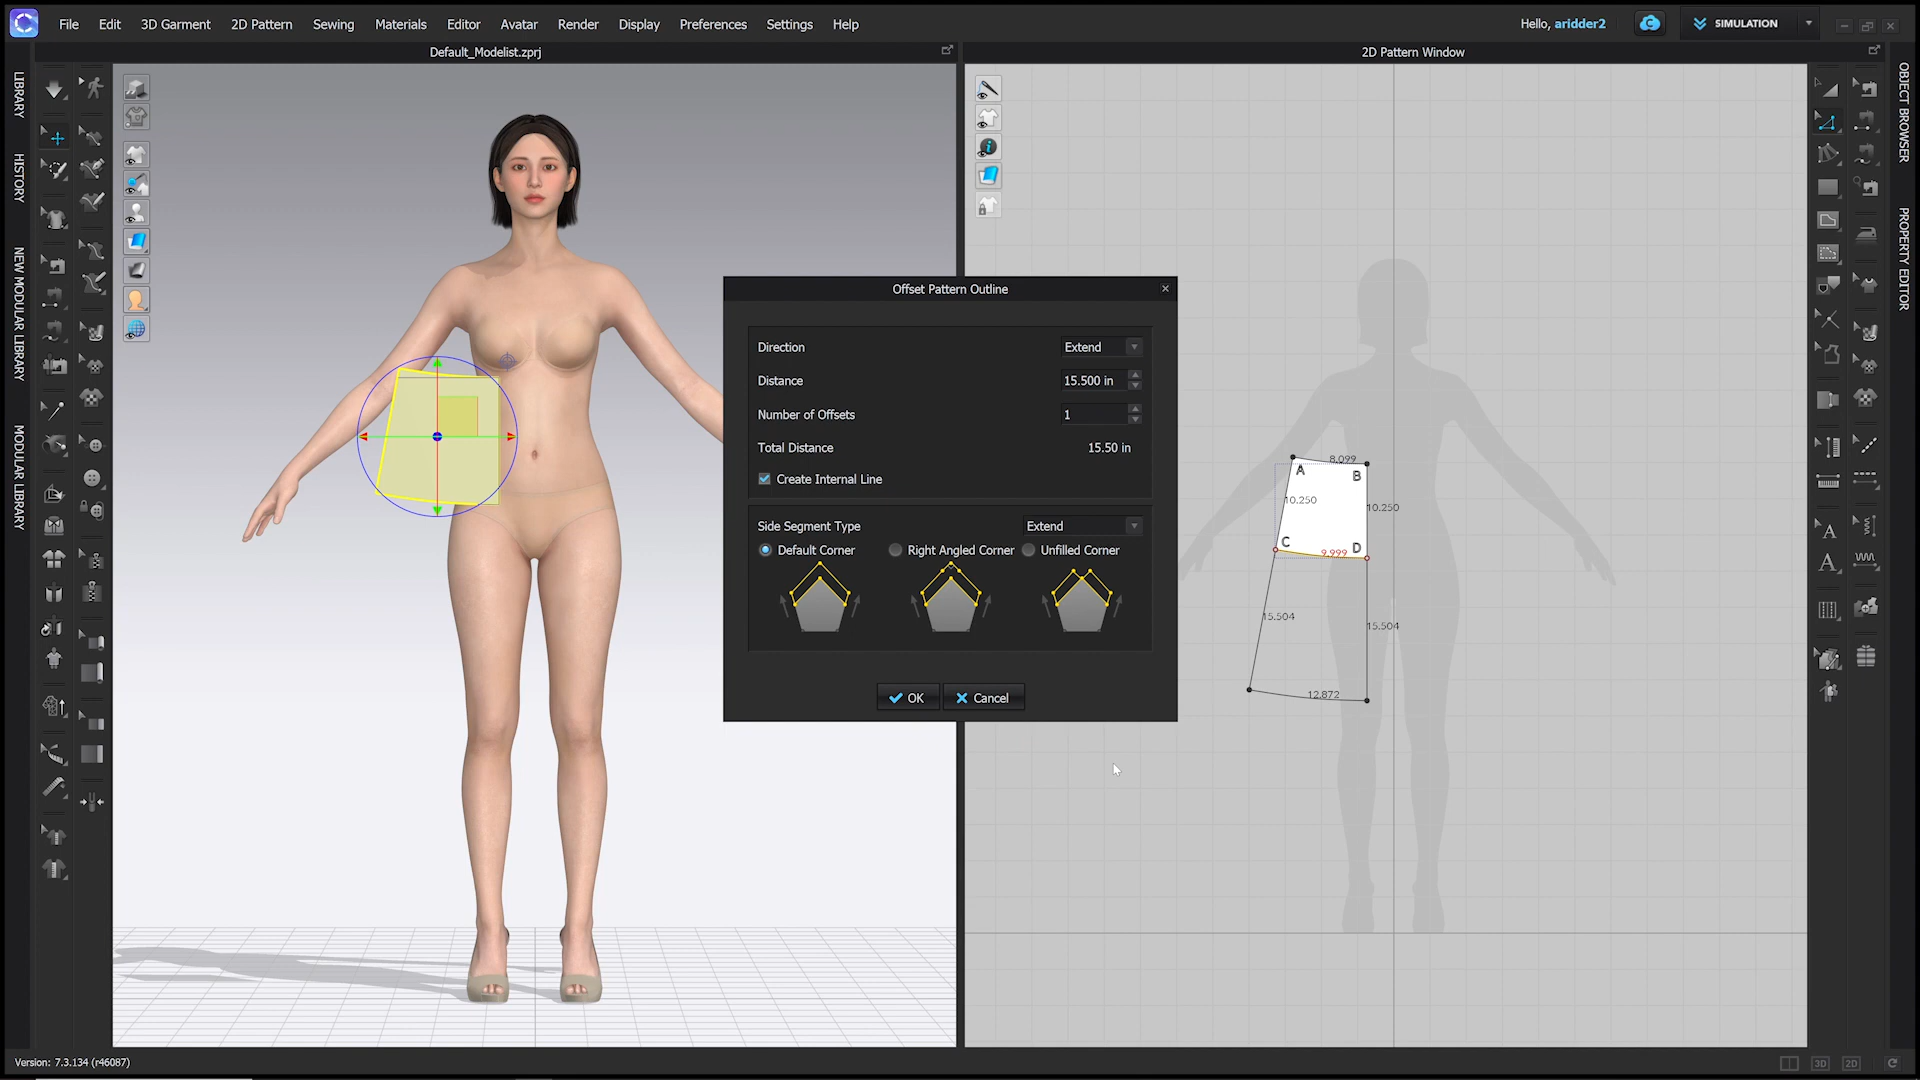 File Edit 3D Garment 2D Pattern Sewing Materials Editor Avatar Render Display Preferences Settings Help
Hello, aridder2
SIMULATION
Default_Modelist.zprj
2D Pattern Window
LIBRARY
HISTORY
NEW MODULAR LIBRARY
MODULAR LIBRARY
OBJECT BROWSER
PROPERTY EDITOR
Offset Pattern Outline
Direction Extend
Distance 15.500 in
Number of Offsets 1
Total Distance 15.50 in
Create Internal Line
Side Segment Type Extend
Default Corner Right Angled Corner Unfilled Corner
OK Cancel
8.099
A B
10.250
10.250
C D
9.999
15.504
15.504
12.872
A
A
Version: 7.3.134 (r46087)
3D 2D